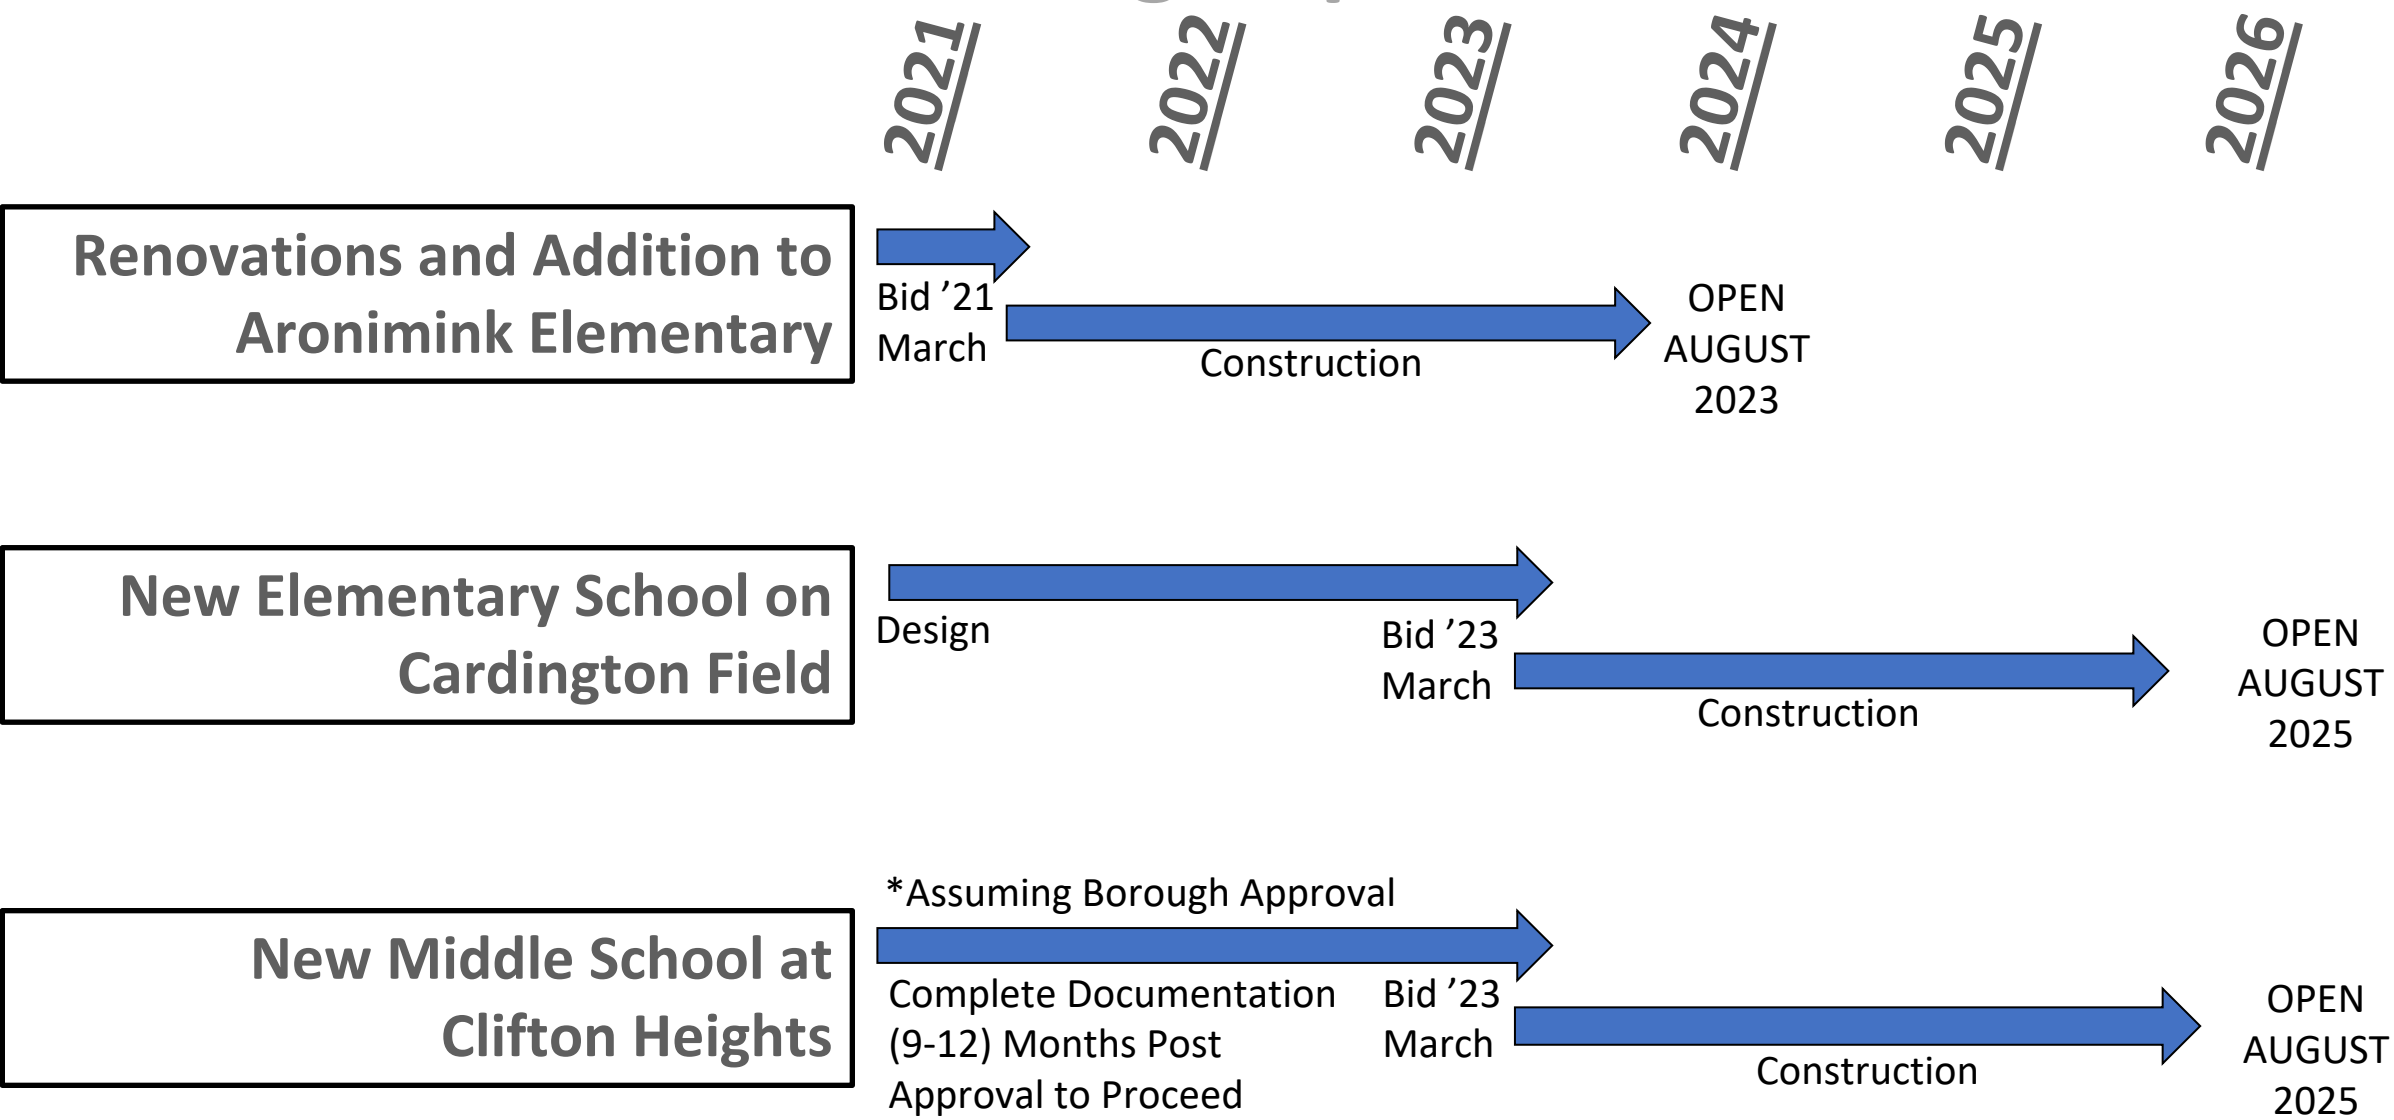 2021 2022 2023 2024 2025 2026
Renovations and Addition to
Aronimink Elementary
Bid ’21
March
Construction
OPEN
AUGUST
2023
New Elementary School on
Cardington Field
Design
Bid ’23
March
Construction
OPEN
AUGUST
2025
*Assuming Borough Approval
New Middle School at
Clifton Heights
Complete Documentation
(9-12) Months Post
Approval to Proceed
Bid ’23
March
Construction
OPEN
AUGUST
2025